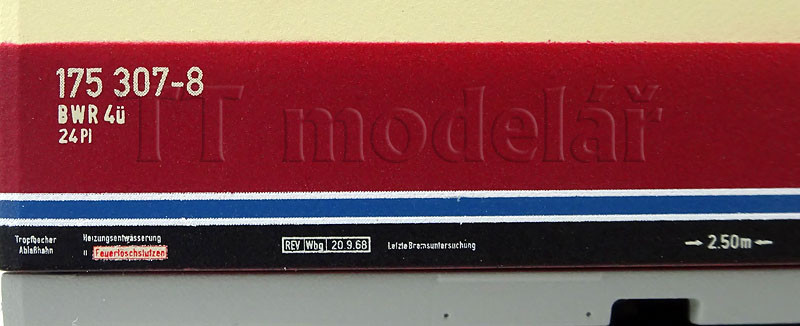 175 307-8
TT modelář
BWR 4ü
24 Pl
Tropfbecher
Ablaßhahn
Heizungsentwässerung
u Feuerlöschstutzen
REV Wbg 20.9.68
Letzte Bremsuntersuchung
→ 2.50m ←